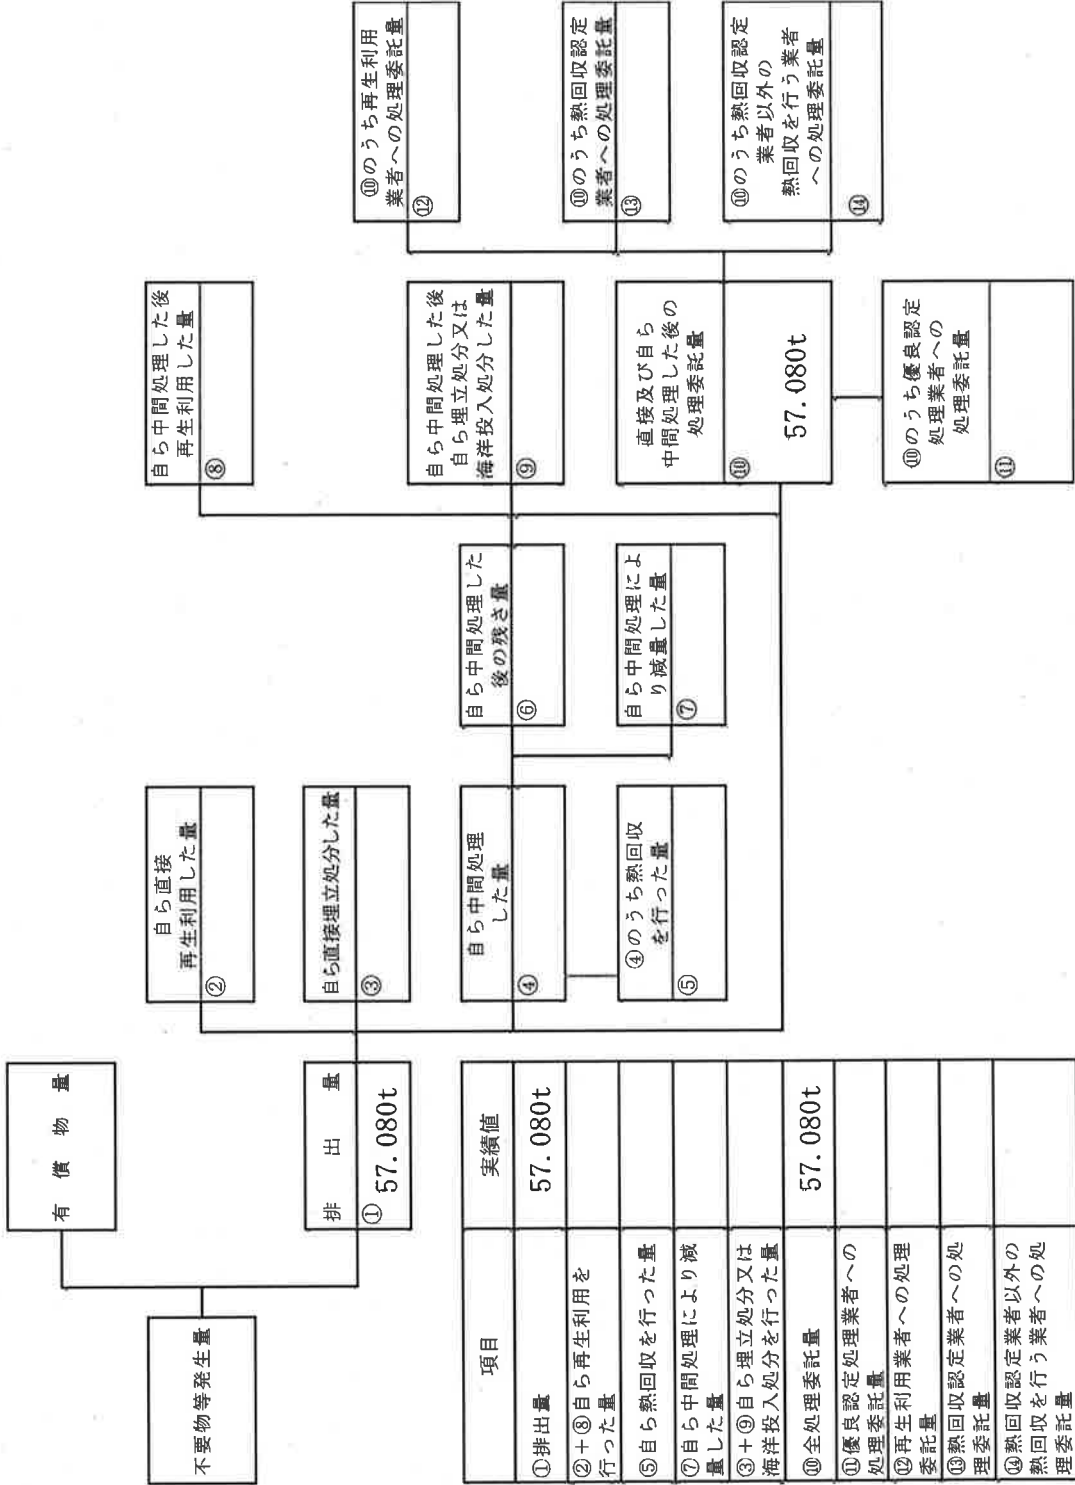 不要物等発生量
有償物量
排出量
① 57.080t
自ら直接
再生利用した量
②
自ら直接埋立処分した量
③
自ら中間処理
した量
④
④のうち熱回収
を行った量
⑤
自ら中間処理した
後の残さ量
⑥
自ら中間処理によ
り減量した量
⑦
自ら中間処理した後
再生利用した量
⑧
自ら中間処理した後
自ら埋立処分又は
海洋投入処分した量
⑨
直接及び自ら
中間処理した後の
処理委託量
⑩
57.080t
⑩のうち優良認定
処理業者への
処理委託量
⑪
⑩のうち再生利用
業者への処理委託量
⑫
⑩のうち熱回収認定
業者への処理委託量
⑬
⑩のうち熱回収認定
業者以外の
熱回収を行う業者
への処理委託量
⑭
項目 実績値
①排出量 57.080t
②+⑧自ら再生利用を
行った量
⑤自ら熱回収を行った量
⑦自ら中間処理により減
量した量
③+⑨自ら埋立処分又は
海洋投入処分を行った量
⑩全処理委託量 57.080t
⑪優良認定処理業者への
処理委託量
⑫再生利用業者への処理
委託量
⑬熱回収認定業者への処
理委託量
⑭熱回収認定業者以外の
熱回収を行う業者への処
理委託量